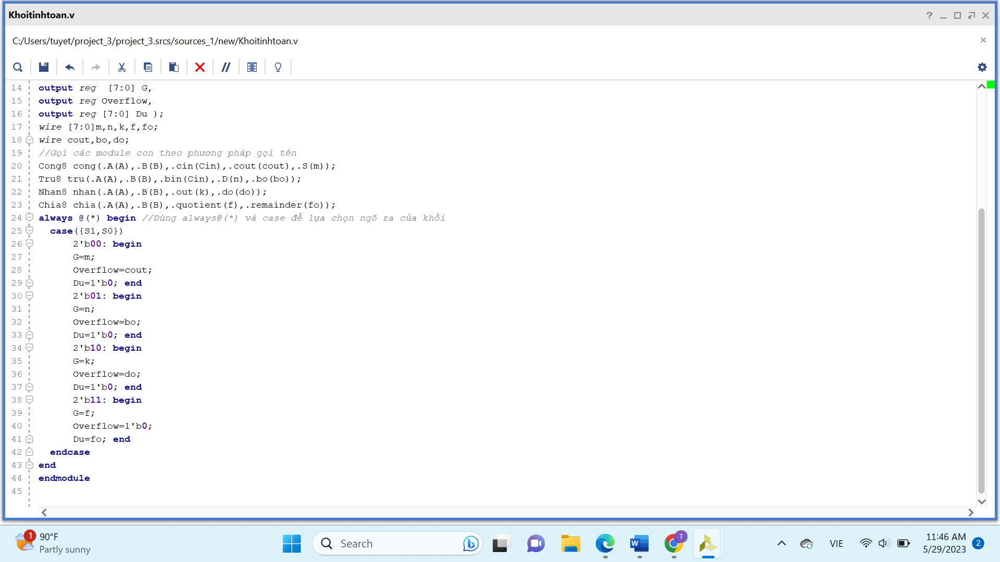 Khoitinhtoan.v
C:/Users/tuyet/project_3/project_3.srcs/sources_1/new/Khoitinhtoan.v
14 output reg  [7:0] G,
15 output reg Overflow,
16 output reg [7:0] Du );
17 wire [7:0]m,n,k,f,fo;
18 wire cout,bo,do;
19 //Gọi các module con theo phương pháp gọi tên
20 Cong8 cong(.A(A),.B(B),.cin(Cin),.cout(cout),.S(m));
21 Tru8 tru(.A(A),.B(B),.bin(Cin),.D(n),.bo(bo));
22 Nhan8 nhan(.A(A),.B(B),.out(k),.do(do));
23 Chia8 chia(.A(A),.B(B),.quotient(f),.remainder(fo));
24 always @(*) begin //Dùng always@(*) và case để lựa chọn ngõ ra của khối
25   case({S1,S0})
26       2'b00: begin
27       G=m;
28       Overflow=cout;
29       Du=1'b0; end
30       2'b01: begin
31       G=n;
32       Overflow=bo;
33       Du=1'b0; end
34       2'b10: begin
35       G=k;
36       Overflow=do;
37       Du=1'b0; end
38       2'b11: begin
39       G=f;
40       Overflow=1'b0;
41       Du=fo; end
42   endcase
43 end
44 endmodule
45
1
90°F
Partly sunny
Search
W
T
VIE
11:46 AM
5/29/2023
2